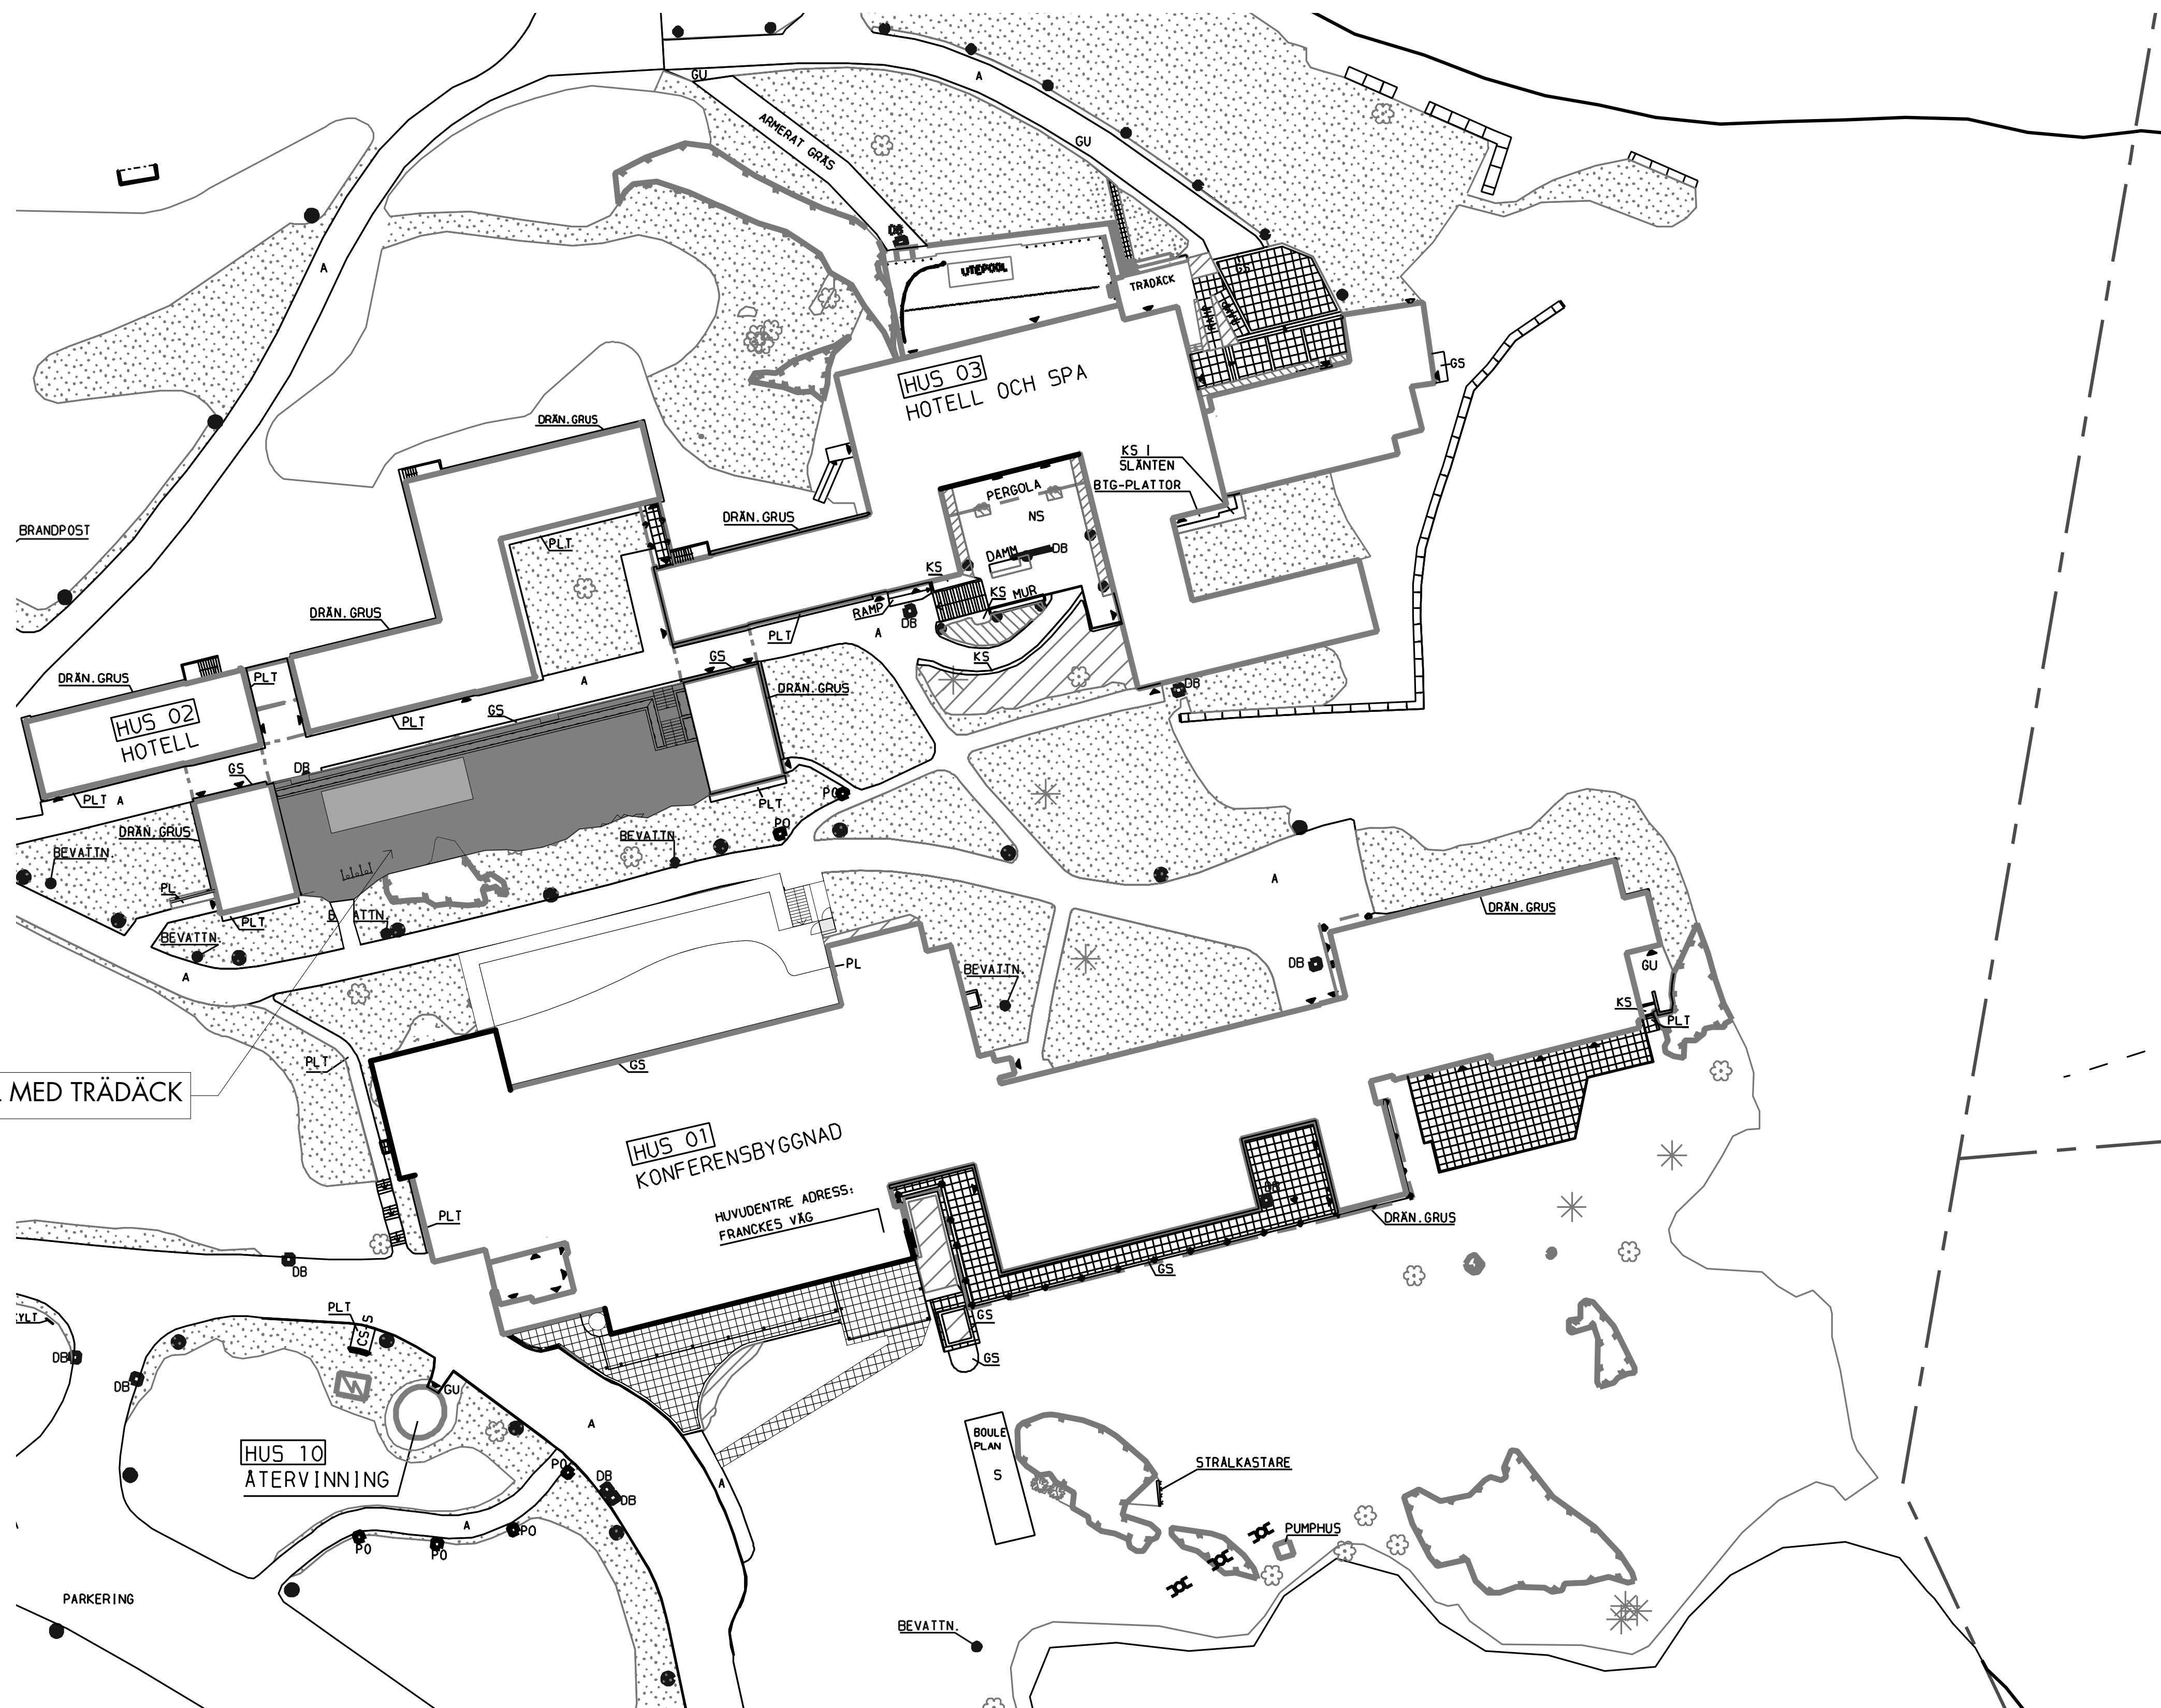 GU
A
ARMERAT GRÄS
GU
A
DB
UTEPOOL
TRÄDÄCK
GS
RAMP
GS
HUS 03
HOTELL OCH SPA
DRÄN.GRUS
KS I
SLÄNTEN
BTG-PLATTOR
PERGOLA
NS
DRÄN.GRUS
BRANDPOST
PLT
DAMM
DB
KS
KS MUR
RAMP
DB
DRÄN.GRUS
PLT
A
KS
GS
DRÄN.GRUS
PLT
A
DRÄN.GRUS
DB
HUS 02
HOTELL
PLT
GS
GS
DB
PLT
A
PO
PLT
PO
DRÄN.GRUS
BEVATTN.
BEVATTN.
A
PL
PLT
BEVATTN.
DRÄN.GRUS
A
PL
BEVATTN.
DB
GU
KS
PLT
PLT
GS
MED TRÄDÄCK
HUS 01
KONFERENSBYGGNAD
HUVUDENTRE ADRESS:
FRANCKES VÄG
PLT
DRÄN.GRUS
DB
GS
PLT
GS
DB
GS
DB
GU
A
BOULE
PLAN
S
HUS 10
ÅTERVINNING
STRÅLKASTARE
PO
DB
DB
A
A
PO
PO
PO
PUMPHUS
PARKERING
BEVATTN.